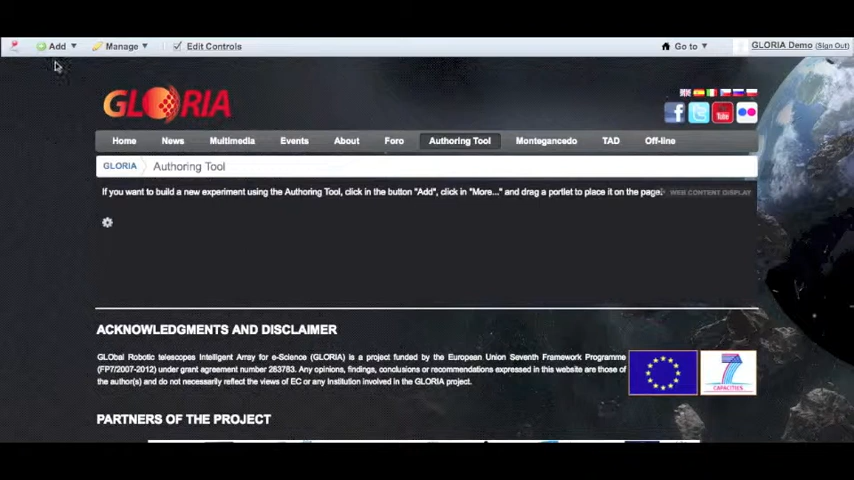 Add Manage Edit Controls Go to GLORIA Demo (Sign Out)
GLORIA
Home News Multimedia Events About Foro Authoring Tool Montegancedo TAD Off-line
GLORIA Authoring Tool
If you want to build a new experiment using the Authoring Tool, click in the button "Add", click in "More..." and drag a portlet to place it on the page. WEB CONTENT DISPLAY
ACKNOWLEDGMENTS AND DISCLAIMER
GLObal Robotic telescopes Intelligent Array for e-Science (GLORIA) is a project funded by the European Union Seventh Framework Programme
(FP7/2007-2012) under grant agreement number 283783. Any opinions, findings, conclusions or recommendations expressed in this website are those of
the author(s) and do not necessarily reflect the views of EC or any Institution involved in the GLORIA project.
CAPACITIES
PARTNERS OF THE PROJECT